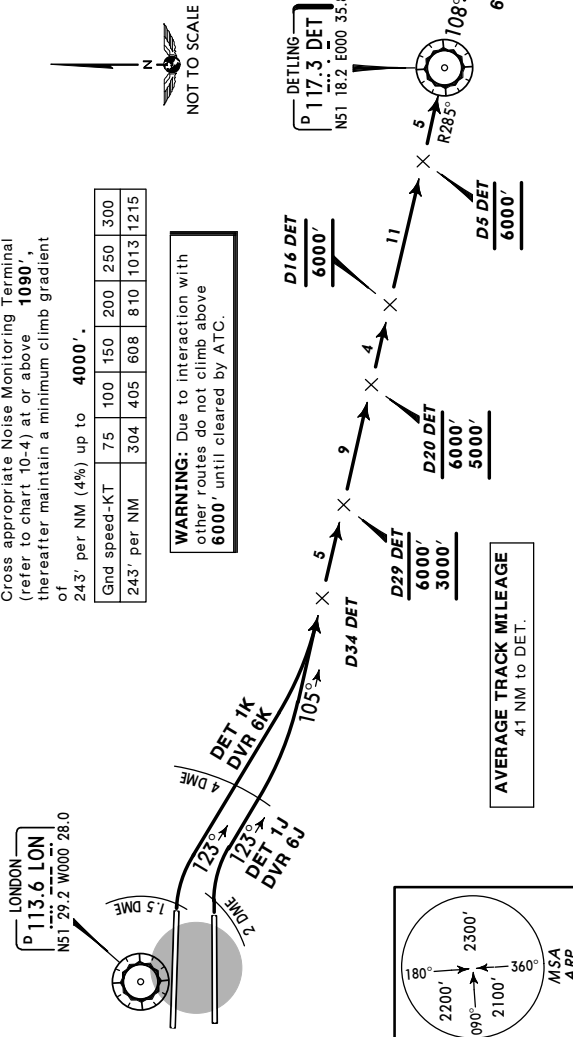 Cross appropriate Noise Monitoring Terminal
(refer to chart 10-4) at or above 1090',
thereafter maintain a minimum climb gradient
of
243' per NM (4%) up to 4000'.
Gnd speed-KT 75 100 150 200 250 300
243' per NM 304 405 608 810 1013 1215
WARNING: Due to interaction with
other routes do not climb above
6000' until cleared by ATC.
N
NOT TO SCALE
DETLING
D 117.3 DET
N51 18.2 E000 35.8
108°
R285°
5
D5 DET
6000'
11
D16 DET
6000'
4
D20 DET
6000'
5000'
9
D29 DET
6000'
3000'
5
D34 DET
105°
DET 1K
DVR 6K
4 DME
123°
123°
DET 1J
DVR 6J
1.5 DME
2 DME
LONDON
D 113.6 LON
N51 29.2 W000 28.0
AVERAGE TRACK MILEAGE
41 NM to DET.
180°
2300'
2200'
360°
090°
2100'
MSA
ARP